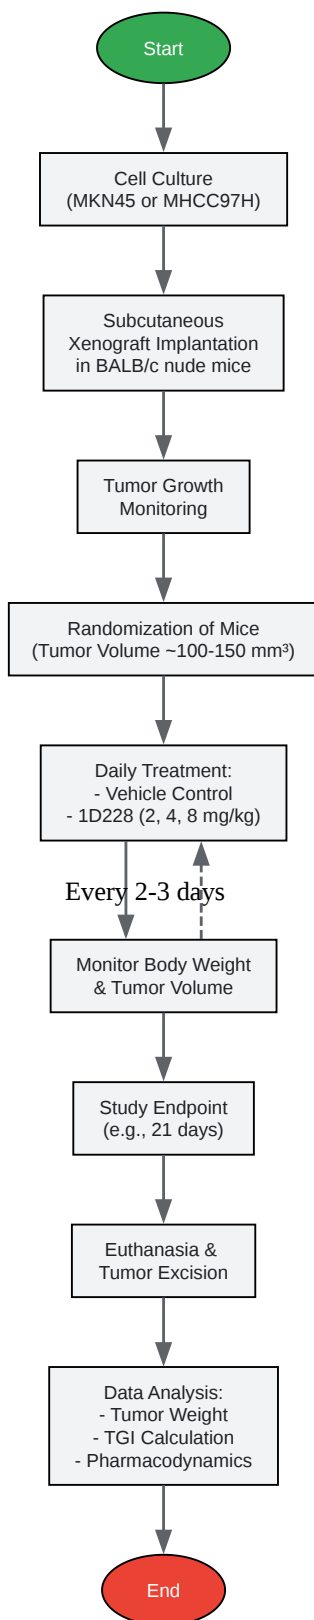 Start
Cell Culture
(MKN45 or MHCC97H)
Subcutaneous
Xenograft Implantation
in BALB/c nude mice
Tumor Growth
Monitoring
Randomization of Mice
(Tumor Volume ~100-150 mm³)
Daily Treatment:
- Vehicle Control
- 1D228 (2, 4, 8 mg/kg)
Every 2-3 days
Monitor Body Weight
& Tumor Volume
Study Endpoint
(e.g., 21 days)
Euthanasia &
Tumor Excision
Data Analysis:
- Tumor Weight
- TGI Calculation
- Pharmacodynamics
End